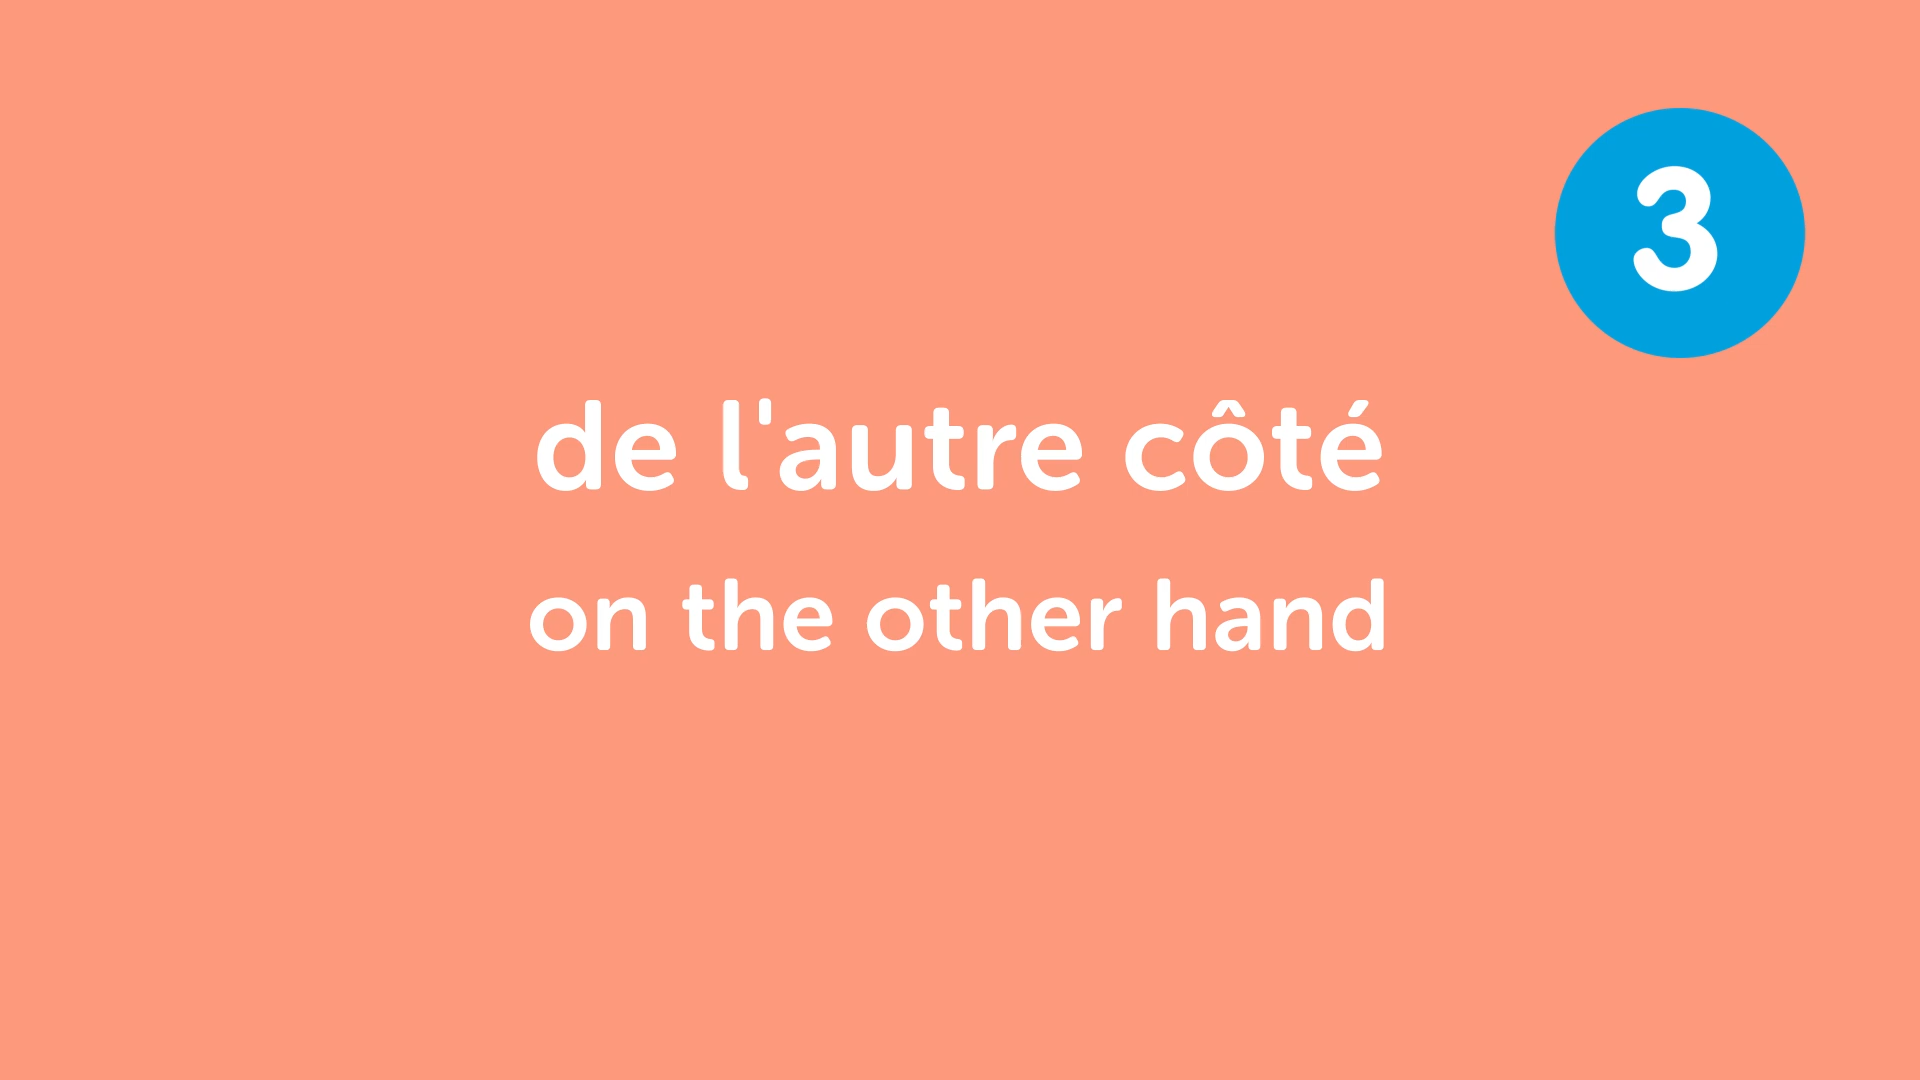 3
de l'autre côté
on the other hand